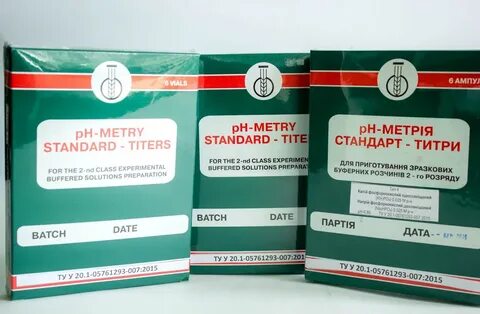 6 VIALS
pH-METRY
STANDARD - TITERS
FOR THE 2-nd CLASS EXPERIMENTAL
BUFFERED SOLUTIONS PREPARATION
BATCH DATE
ТУ У 20.1-05761293-007:2015
pH-METRY
STANDARD - TITE
FOR THE 2-nd CLASS EXPERIMENTAL
BUFFERED SOLUTIONS PREPARATION
BATCH DATE
ТУ У 20.1-05761293-007:2015
6 АМПУЛ
pH-МЕТРІЯ
СТАНДАРТ - ТИТРИ
ДЛЯ ПРИГОТУВАННЯ ЗРАЗКОВИХ
БУФЕРНИХ РОЗЧИНІВ 2 - го РОЗРЯДУ
ПАРТІЯ ДАТА
ТУ У 20.1-05761293-007:2015